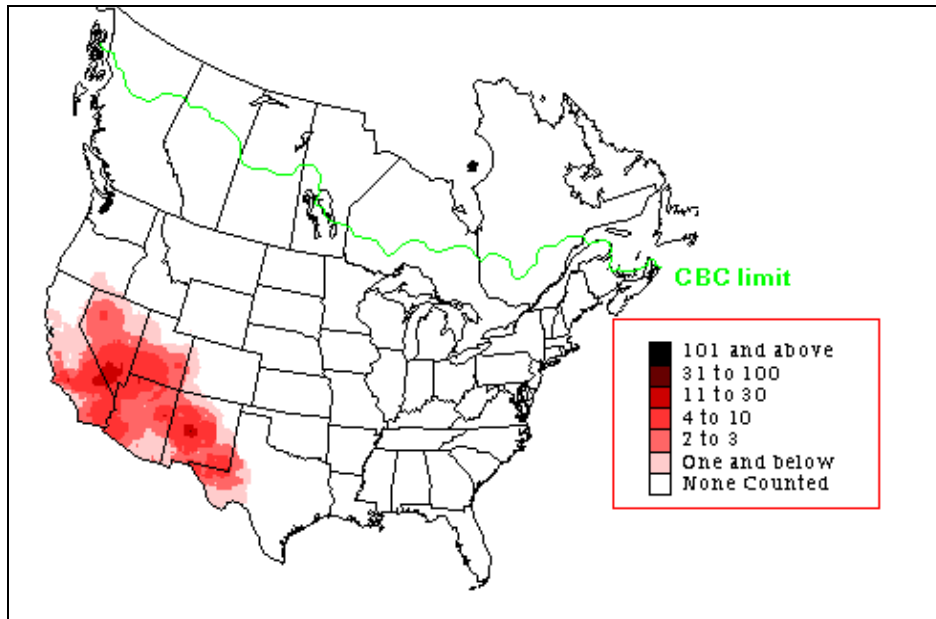 CBC limit
101 and above
31 to 100
11 to 30
4 to 10
2 to 3
One and below
None Counted